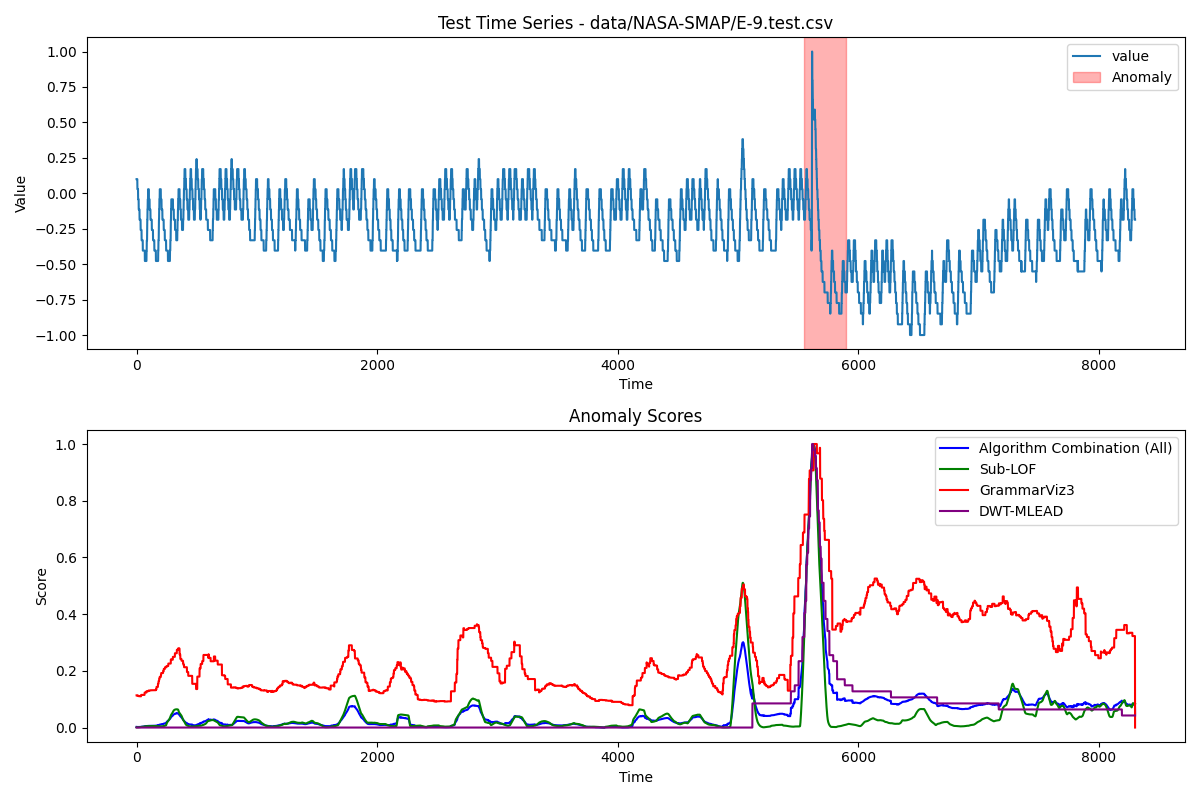 Test Time Series - data/NASA-SMAP/E-9.test.csv
1.00
0.75
0.50
0.25
0.00
−0.25
−0.50
−0.75
−1.00
Value
value
Anomaly
0
2000
4000
6000
8000
Time
Anomaly Scores
1.0
0.8
0.6
0.4
0.2
0.0
Score
Algorithm Combination (All)
Sub-LOF
GrammarViz3
DWT-MLEAD
0
2000
4000
6000
8000
Time